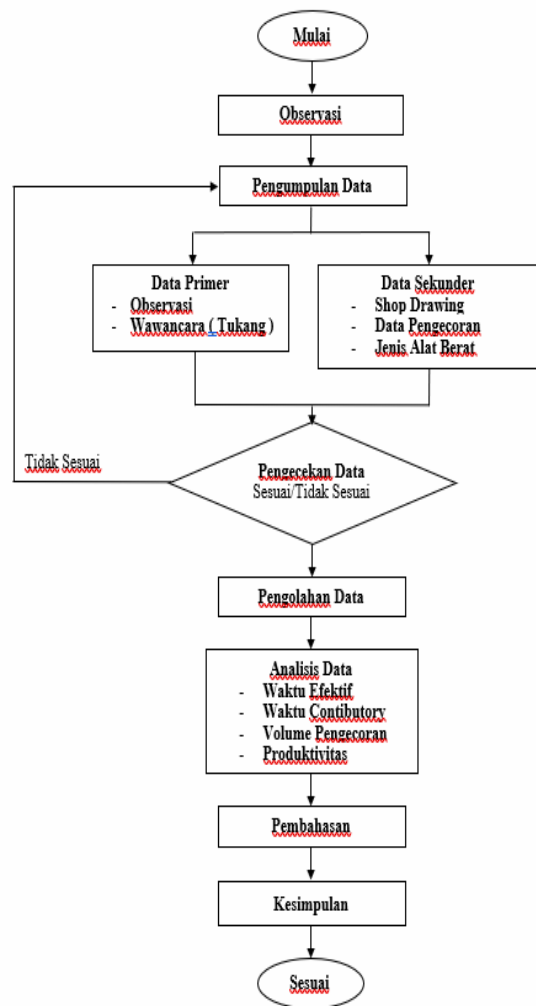 Mulai
Observasi
Pengumpulan Data
Data Primer
- Observasi
- Wawancara ( Tukang )
Data Sekunder
- Shop Drawing
- Data Pengecoran
- Jenis Alat Berat
Tidak Sesuai
Pengecekan Data
Sesuai/Tidak Sesuai
Pengolahan Data
Analisis Data
- Waktu Efektif
- Waktu Contibutory
- Volume Pengecoran
- Produktivitas
Pembahasan
Kesimpulan
Sesuai